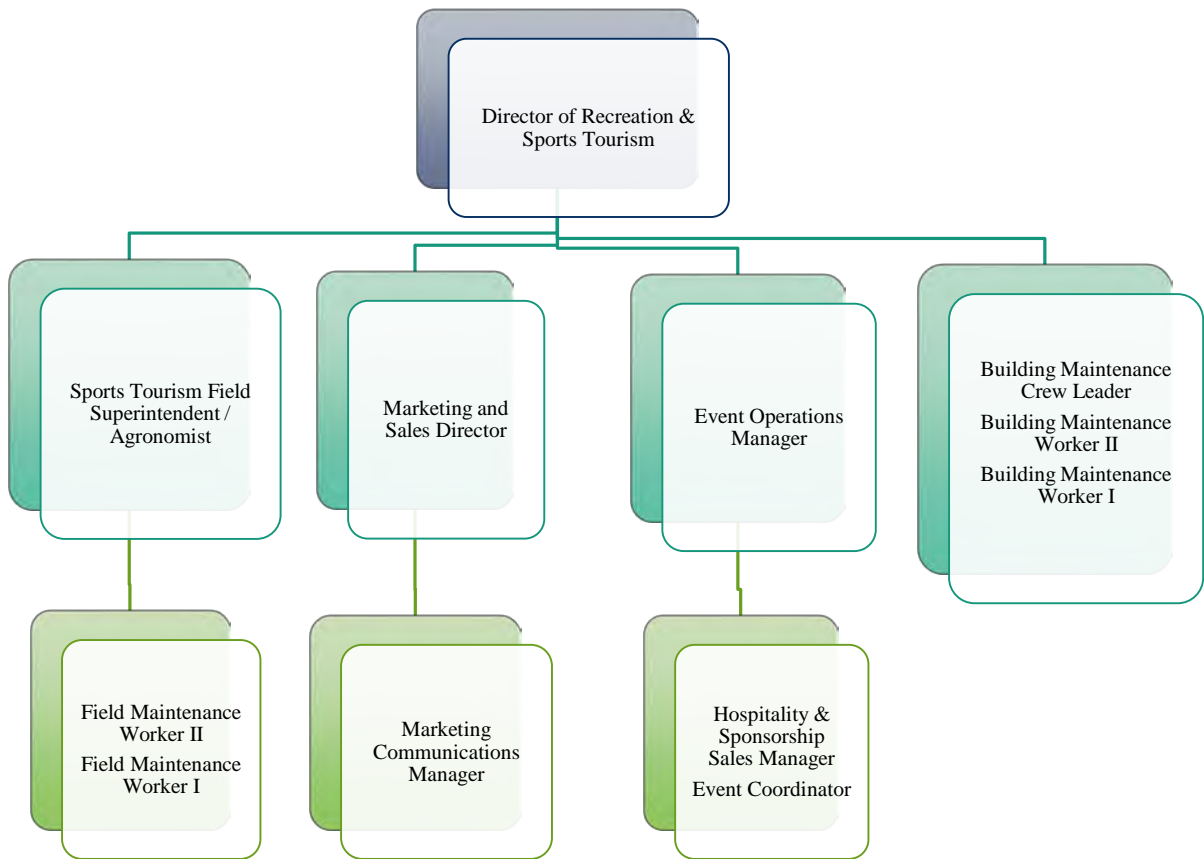 Director of Recreation &
Sports Tourism
Sports Tourism Field
Superintendent /
Agronomist
Marketing and
Sales Director
Event Operations
Manager
Building Maintenance
Crew Leader
Building Maintenance
Worker II
Building Maintenance
Worker I
Field Maintenance
Worker II
Field Maintenance
Worker I
Marketing
Communications
Manager
Hospitality &
Sponsorship
Sales Manager
Event Coordinator